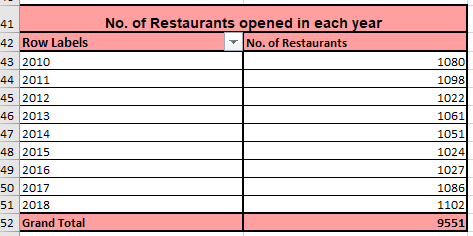 41 No. of Restaurants opened in each year
42 Row Labels No. of Restaurants
43 2010 1080
44 2011 1098
45 2012 1022
46 2013 1061
47 2014 1051
48 2015 1024
49 2016 1027
50 2017 1086
51 2018 1102
52 Grand Total 9551